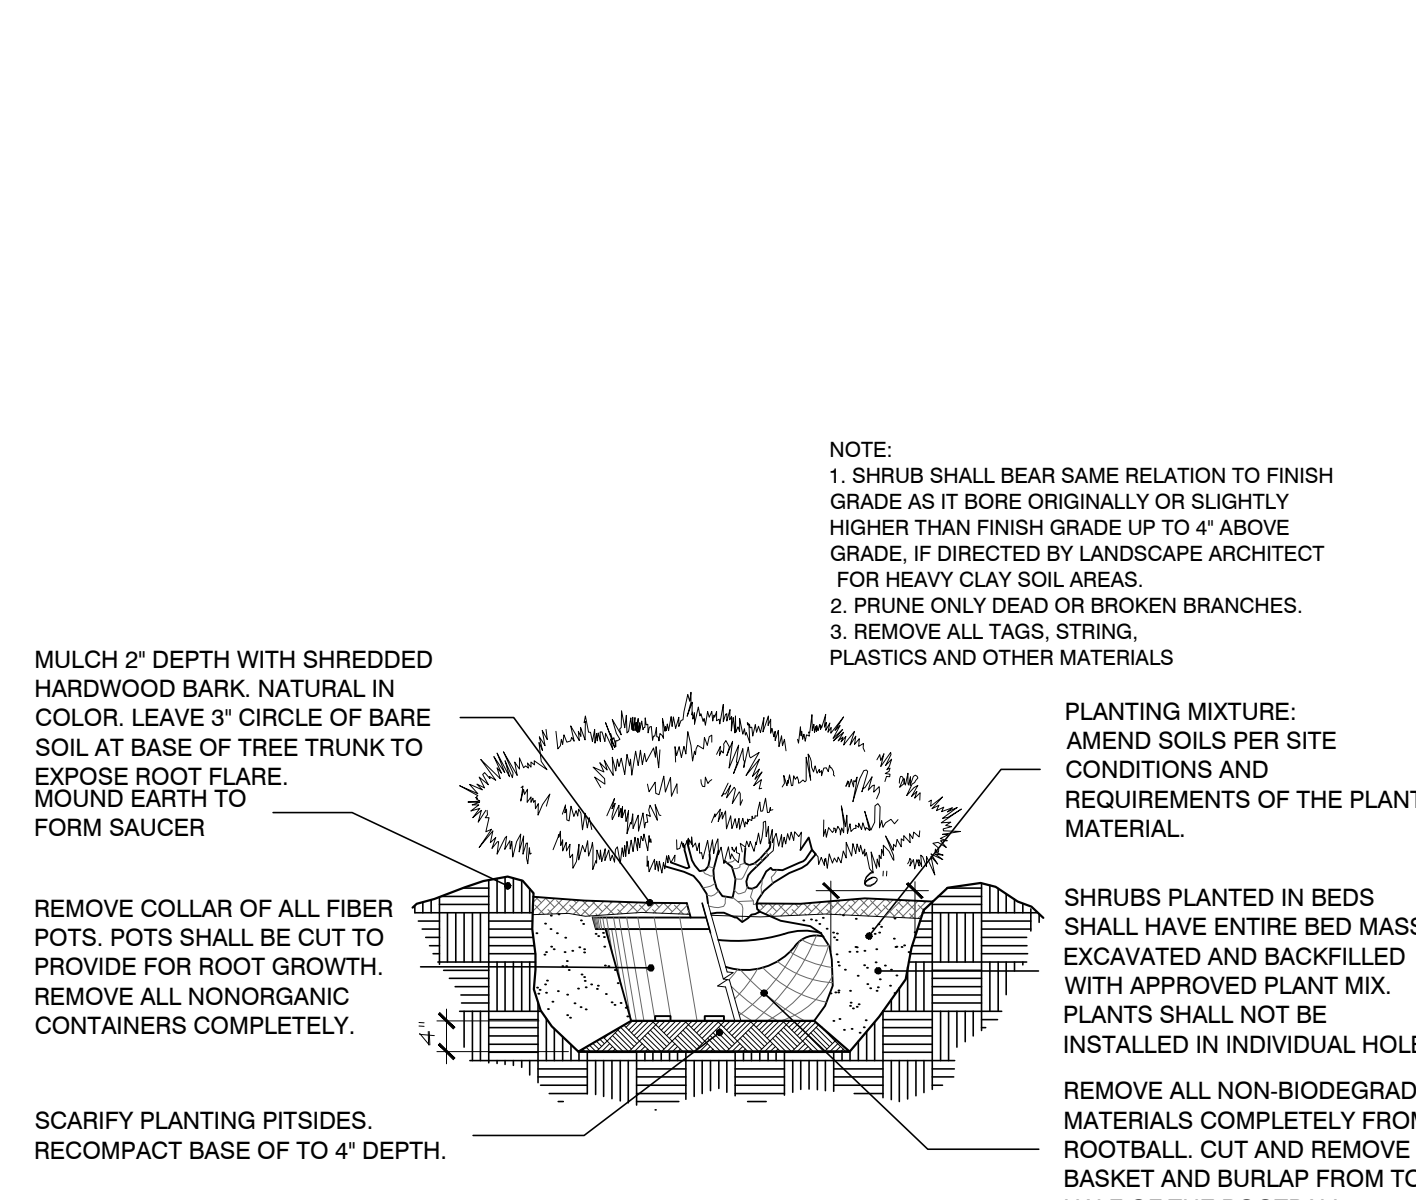 NOTE:
1. SHRUB SHALL BEAR SAME RELATION TO FINISH
GRADE AS IT BORE ORIGINALLY OR SLIGHTLY
HIGHER THAN FINISH GRADE UP TO 4" ABOVE
GRADE, IF DIRECTED BY LANDSCAPE ARCHITECT
FOR HEAVY CLAY SOIL AREAS.
2. PRUNE ONLY DEAD OR BROKEN BRANCHES.
3. REMOVE ALL TAGS, STRING,
PLASTICS AND OTHER MATERIALS
MULCH 2" DEPTH WITH SHREDDED
HARDWOOD BARK. NATURAL IN
COLOR. LEAVE 3" CIRCLE OF BARE
SOIL AT BASE OF TREE TRUNK TO
EXPOSE ROOT FLARE.
MOUND EARTH TO
FORM SAUCER
REMOVE COLLAR OF ALL FIBER
POTS. POTS SHALL BE CUT TO
PROVIDE FOR ROOT GROWTH.
REMOVE ALL NONORGANIC
CONTAINERS COMPLETELY.
4"
6"
SCARIFY PLANTING PITSIDES.
RECOMPACT BASE OF TO 4" DEPTH.
PLANTING MIXTURE:
AMEND SOILS PER SITE
CONDITIONS AND
REQUIREMENTS OF THE PLANT
MATERIAL.
SHRUBS PLANTED IN BEDS
SHALL HAVE ENTIRE BED MASS
EXCAVATED AND BACKFILLED
WITH APPROVED PLANT MIX.
PLANTS SHALL NOT BE
INSTALLED IN INDIVIDUAL HOLE
REMOVE ALL NON-BIODEGRAD
MATERIALS COMPLETELY FROM
ROOTBALL. CUT AND REMOVE
BASKET AND BURLAP FROM TO